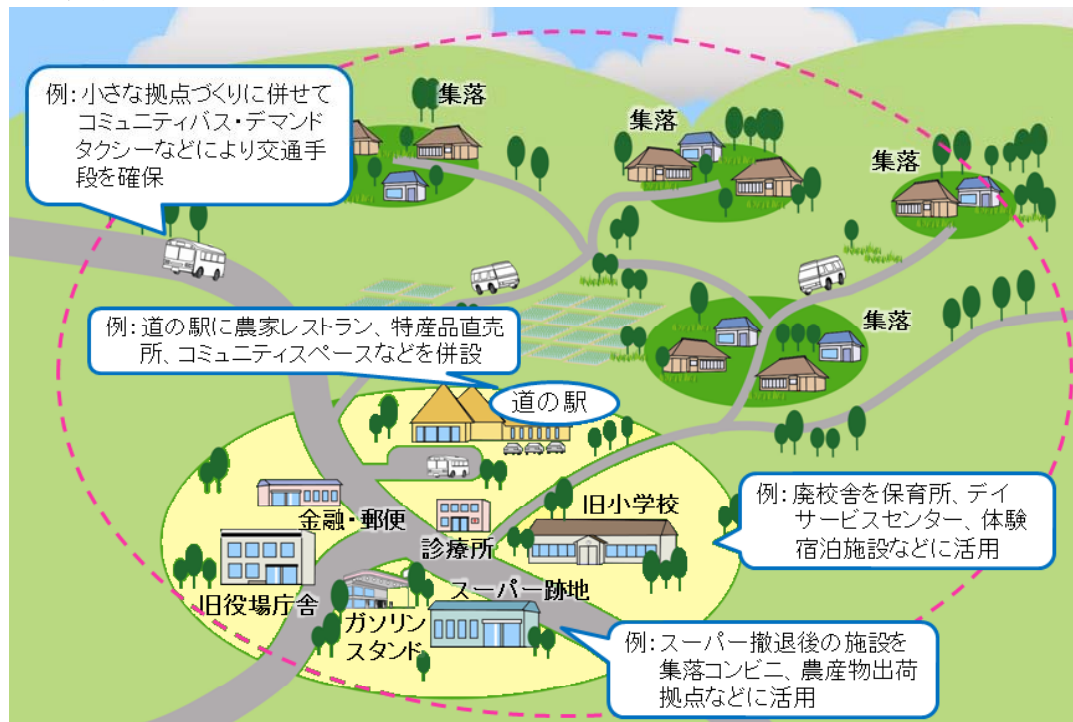 例：小さな拠点づくりに併せて
コミュニティバス・デマンド
タクシーなどにより交通手
段を確保
集落
集落
集落
例：道の駅に農家レストラン、特産品直売
所、コミュニティスペースなどを併設
集落
道の駅
金融・郵便
診療所
旧小学校
例：廃校舎を保育所、デイ
サービスセンター、体験
宿泊施設などに活用
旧役場庁舎
ガソリン
スタンド
スーパー跡地
例：スーパー撤退後の施設を
集落コンビニ、農産物出荷
拠点などに活用